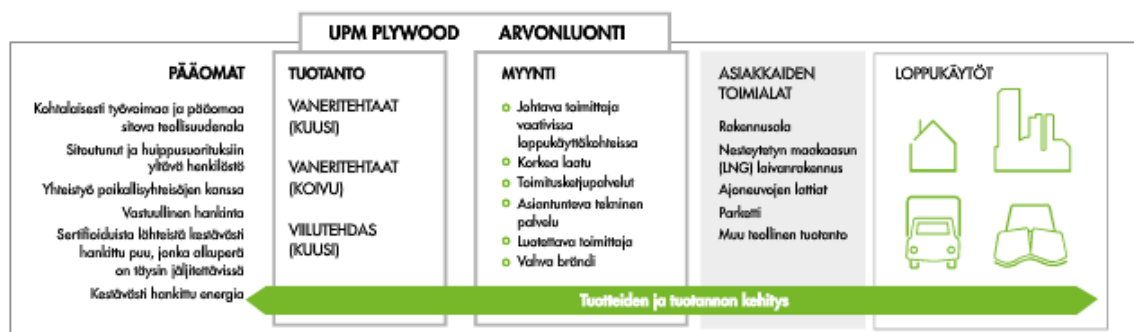 UPM PLYWOOD ARVONLUONTI
PÄÄOMAT
Kohtalaisesti työvoimaa ja pääomaa
sitova teollisuudenala
Sitoutunut ja huippusuorituksiin
yltävä henkilöstö
Yhteistyö paikallisyhteisöjen kanssa
Vastuullinen hankinta
Sertifioiduista lähteistä kestävästi
hankittu puu, jonka alkuperä
on täysin jäljitettävissä
Kestävästi hankittu energia
TUOTANTO
VANERITEHTAAT
(KUUSI)
VANERITEHTAAT
(KOIVU)
VIILUTEHDAS
(KUUSI)
MYYNTI
Johtava toimittaja
vaativissa
loppukäyttökohteissa
Korkea laatu
Toimitusketjupalvelut
Asiantunteva tekninen
palvelu
Luotettava toimittaja
Vahva brändi
ASIAKKAIDEN
TOIMIALAT
Rakennusala
Nesteytetyn maakaasun
(LNG) laivanrakennus
Ajoneuvojen lattiat
Parketti
Muu teollinen tuotanto
LOPPUKÄYTÖT
Tuotteiden ja tuotannon kehitys